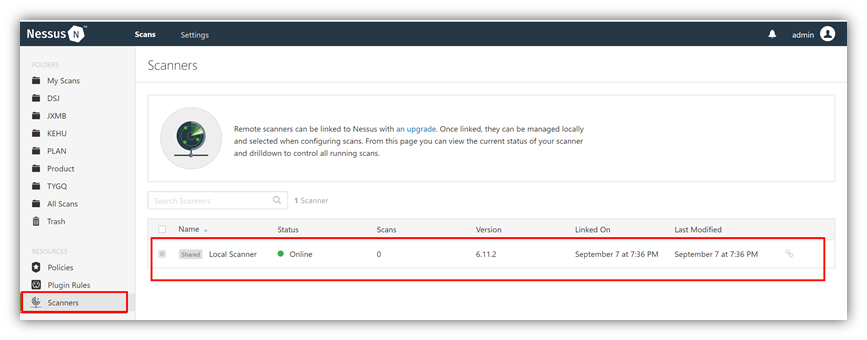 Nessus N
Scans
Settings
admin
FOLDERS
My Scans
DSJ
JXMB
KEHU
PLAN
Product
TYGQ
All Scans
Trash
RESOURCES
Policies
Plugin Rules
Scanners
Scanners
Remote scanners can be linked to Nessus with an upgrade. Once linked, they can be managed locally
and selected when configuring scans. From this page you can view the current status of your scanner
and drilldown to control all running scans.
Search Scanners
1 Scanner
Name Status Scans Version Linked On Last Modified
Shared Local Scanner Online 0 6.11.2 September 7 at 7:36 PM September 7 at 7:36 PM